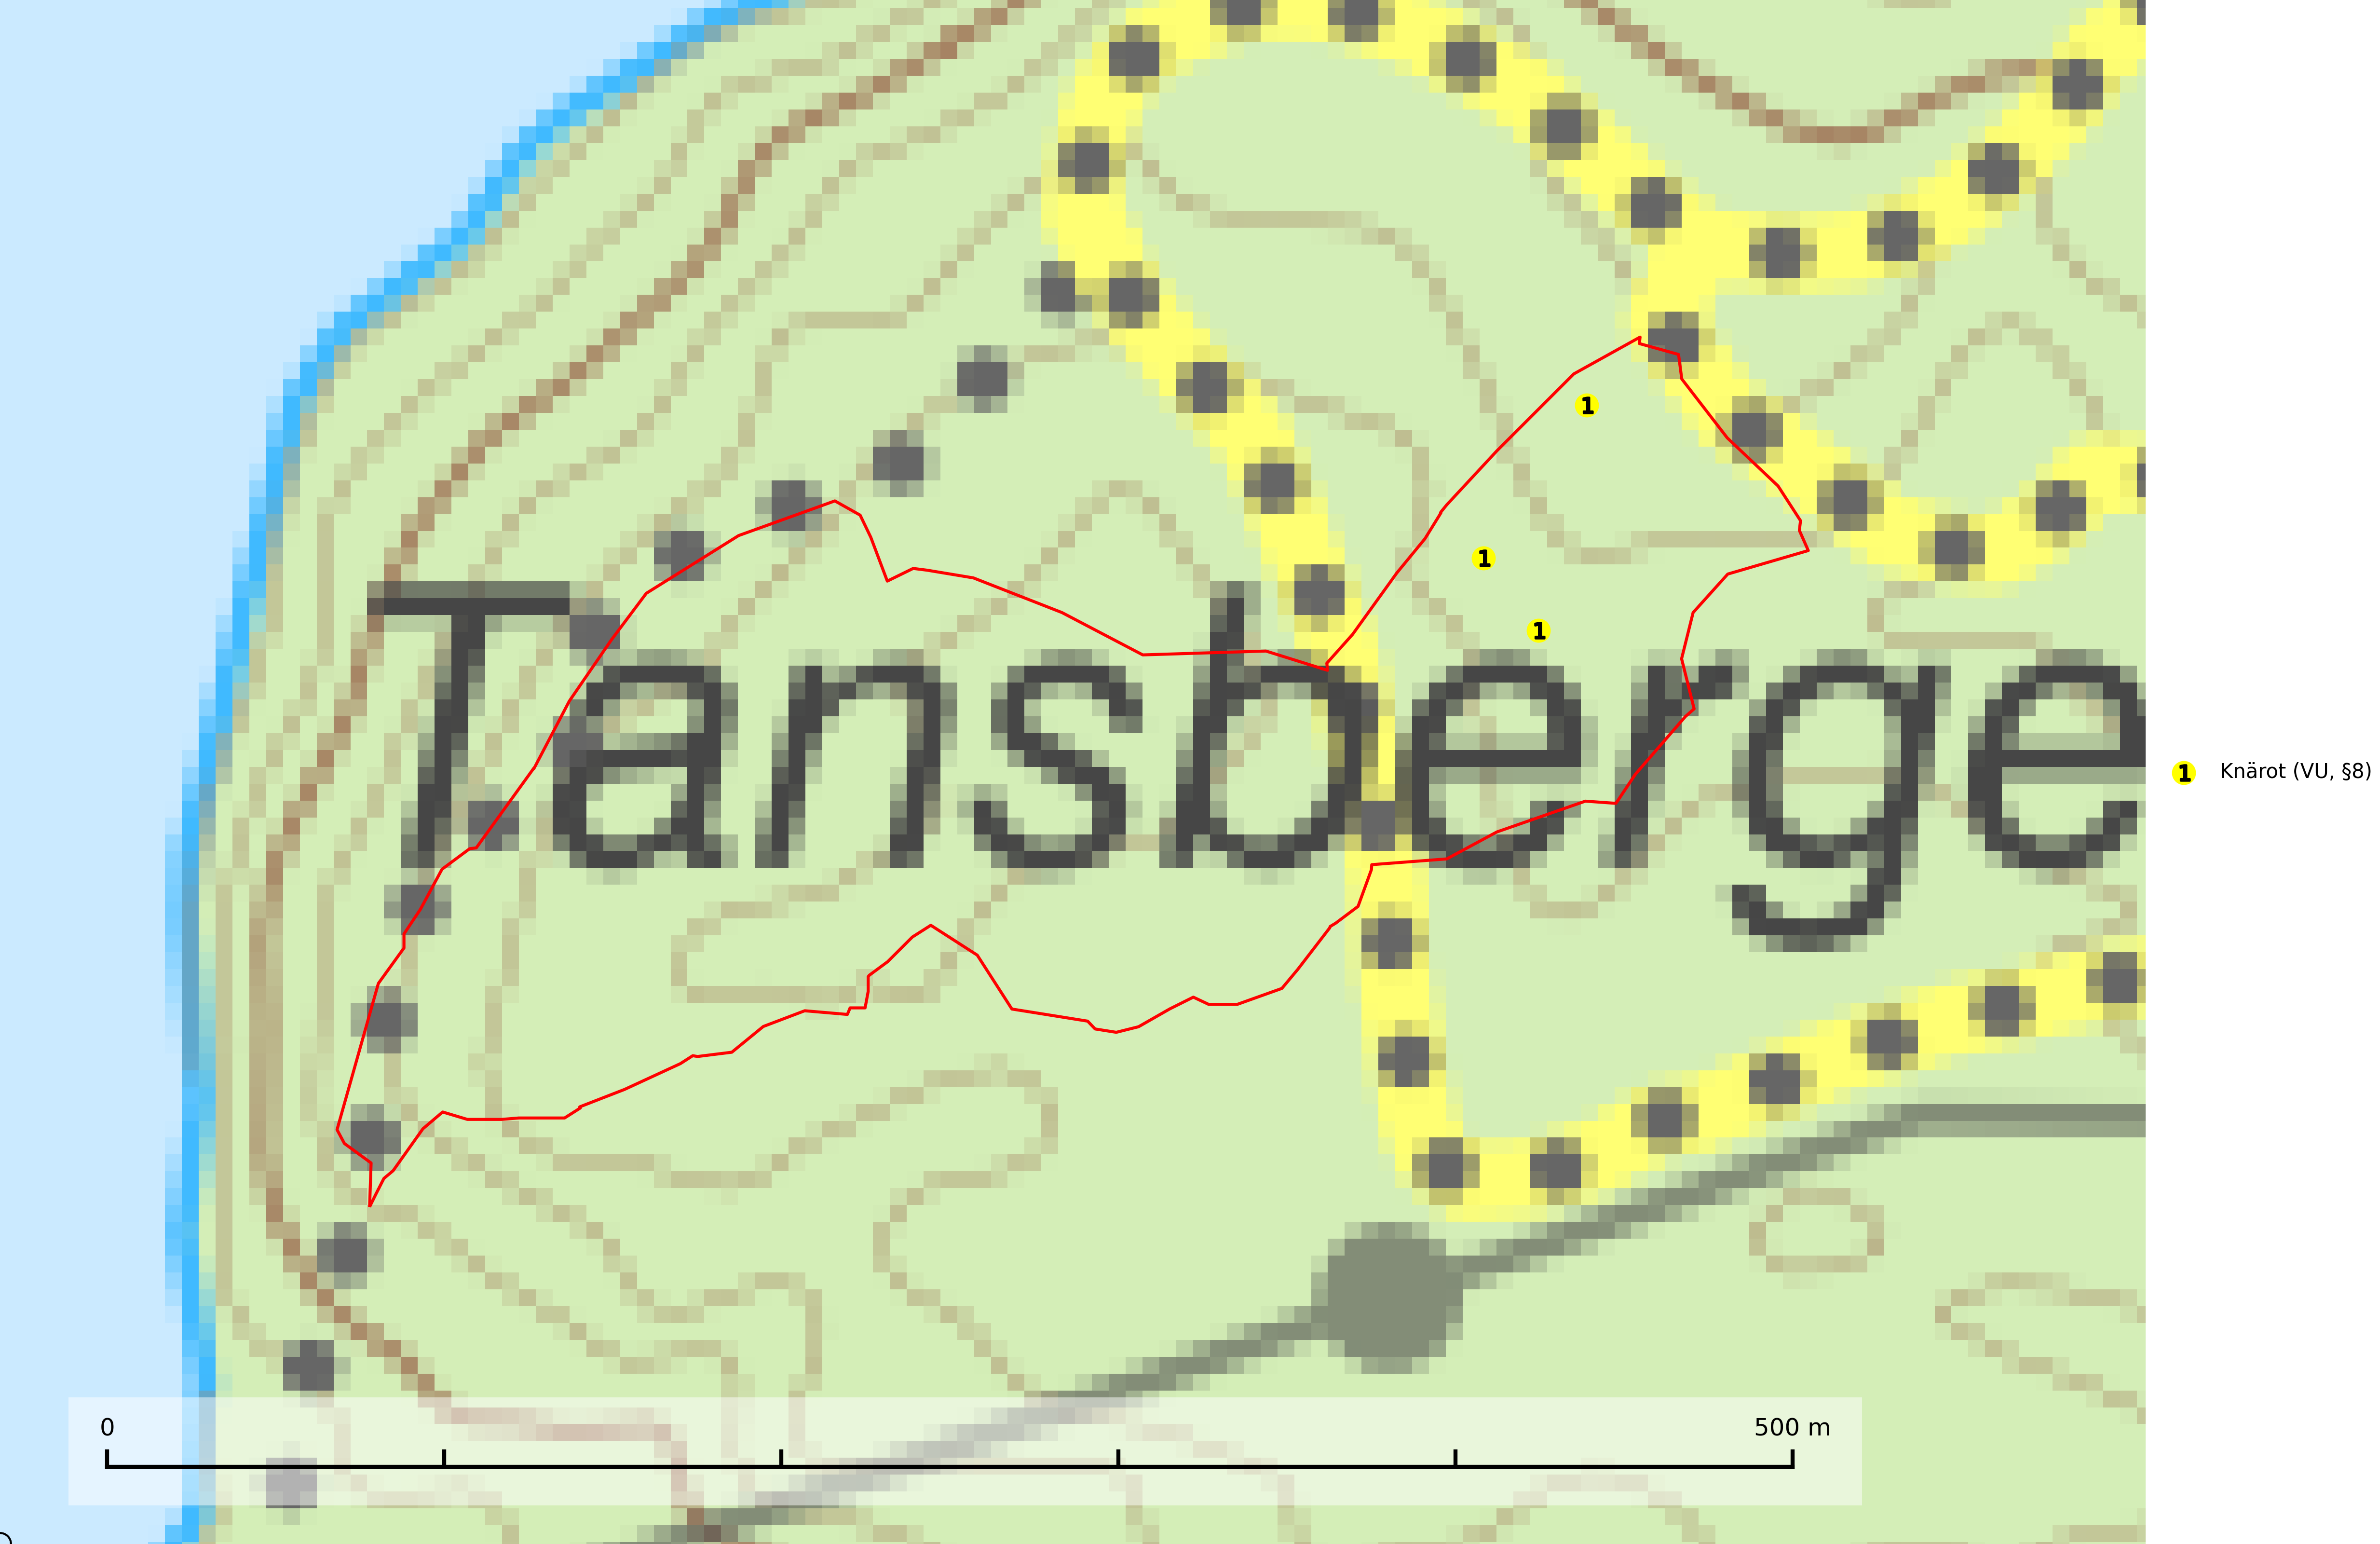 1
1
1
Tansberge
1 Knärot (VU, §8)
0 500 m